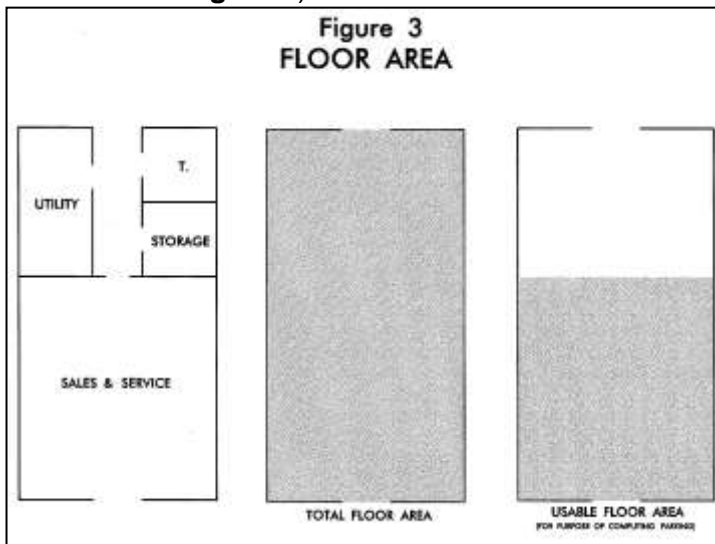 Figure 3
FLOOR AREA
UTILITY
T.
STORAGE
SALES & SERVICE
TOTAL FLOOR AREA
USABLE FLOOR AREA
(FOR PURPOSE OF COMPUTING PARKING)